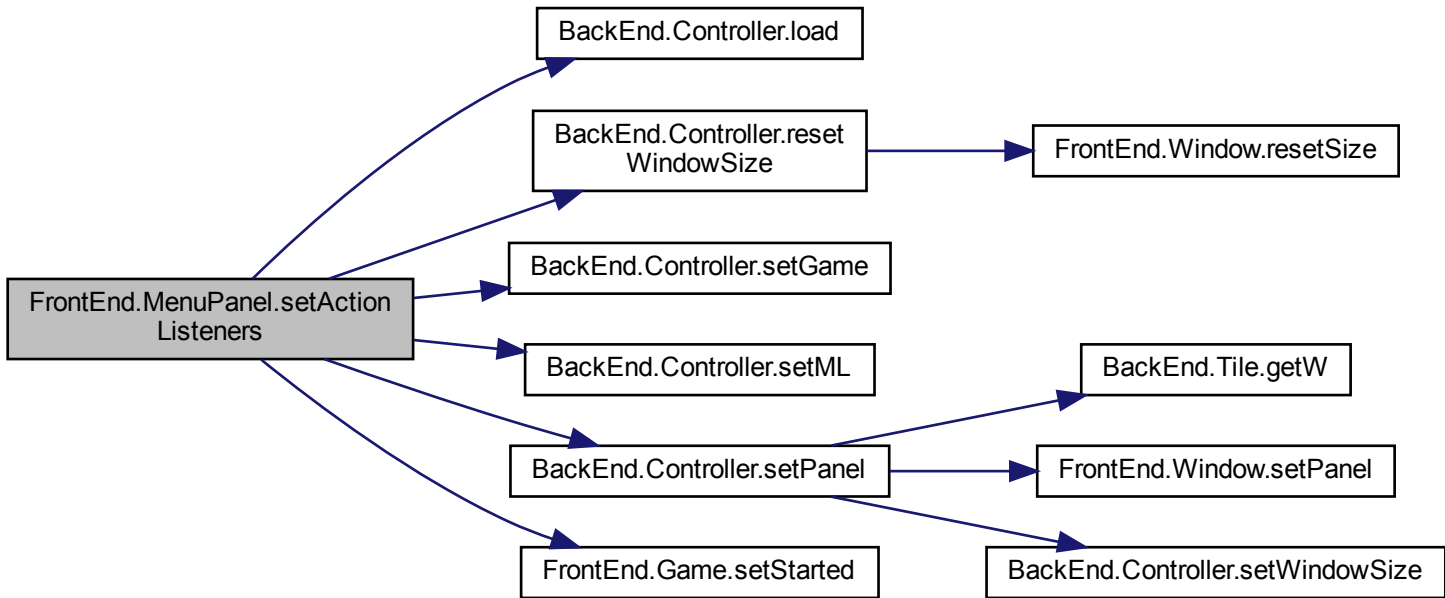 BackEnd.Controller.load
BackEnd.Controller.reset
WindowSize
FrontEnd.Window.resetSize
BackEnd.Controller.setGame
FrontEnd.MenuPanel.setAction
Listeners
BackEnd.Controller.setML
BackEnd.Tile.getW
BackEnd.Controller.setPanel
FrontEnd.Window.setPanel
FrontEnd.Game.setStarted
BackEnd.Controller.setWindowSize